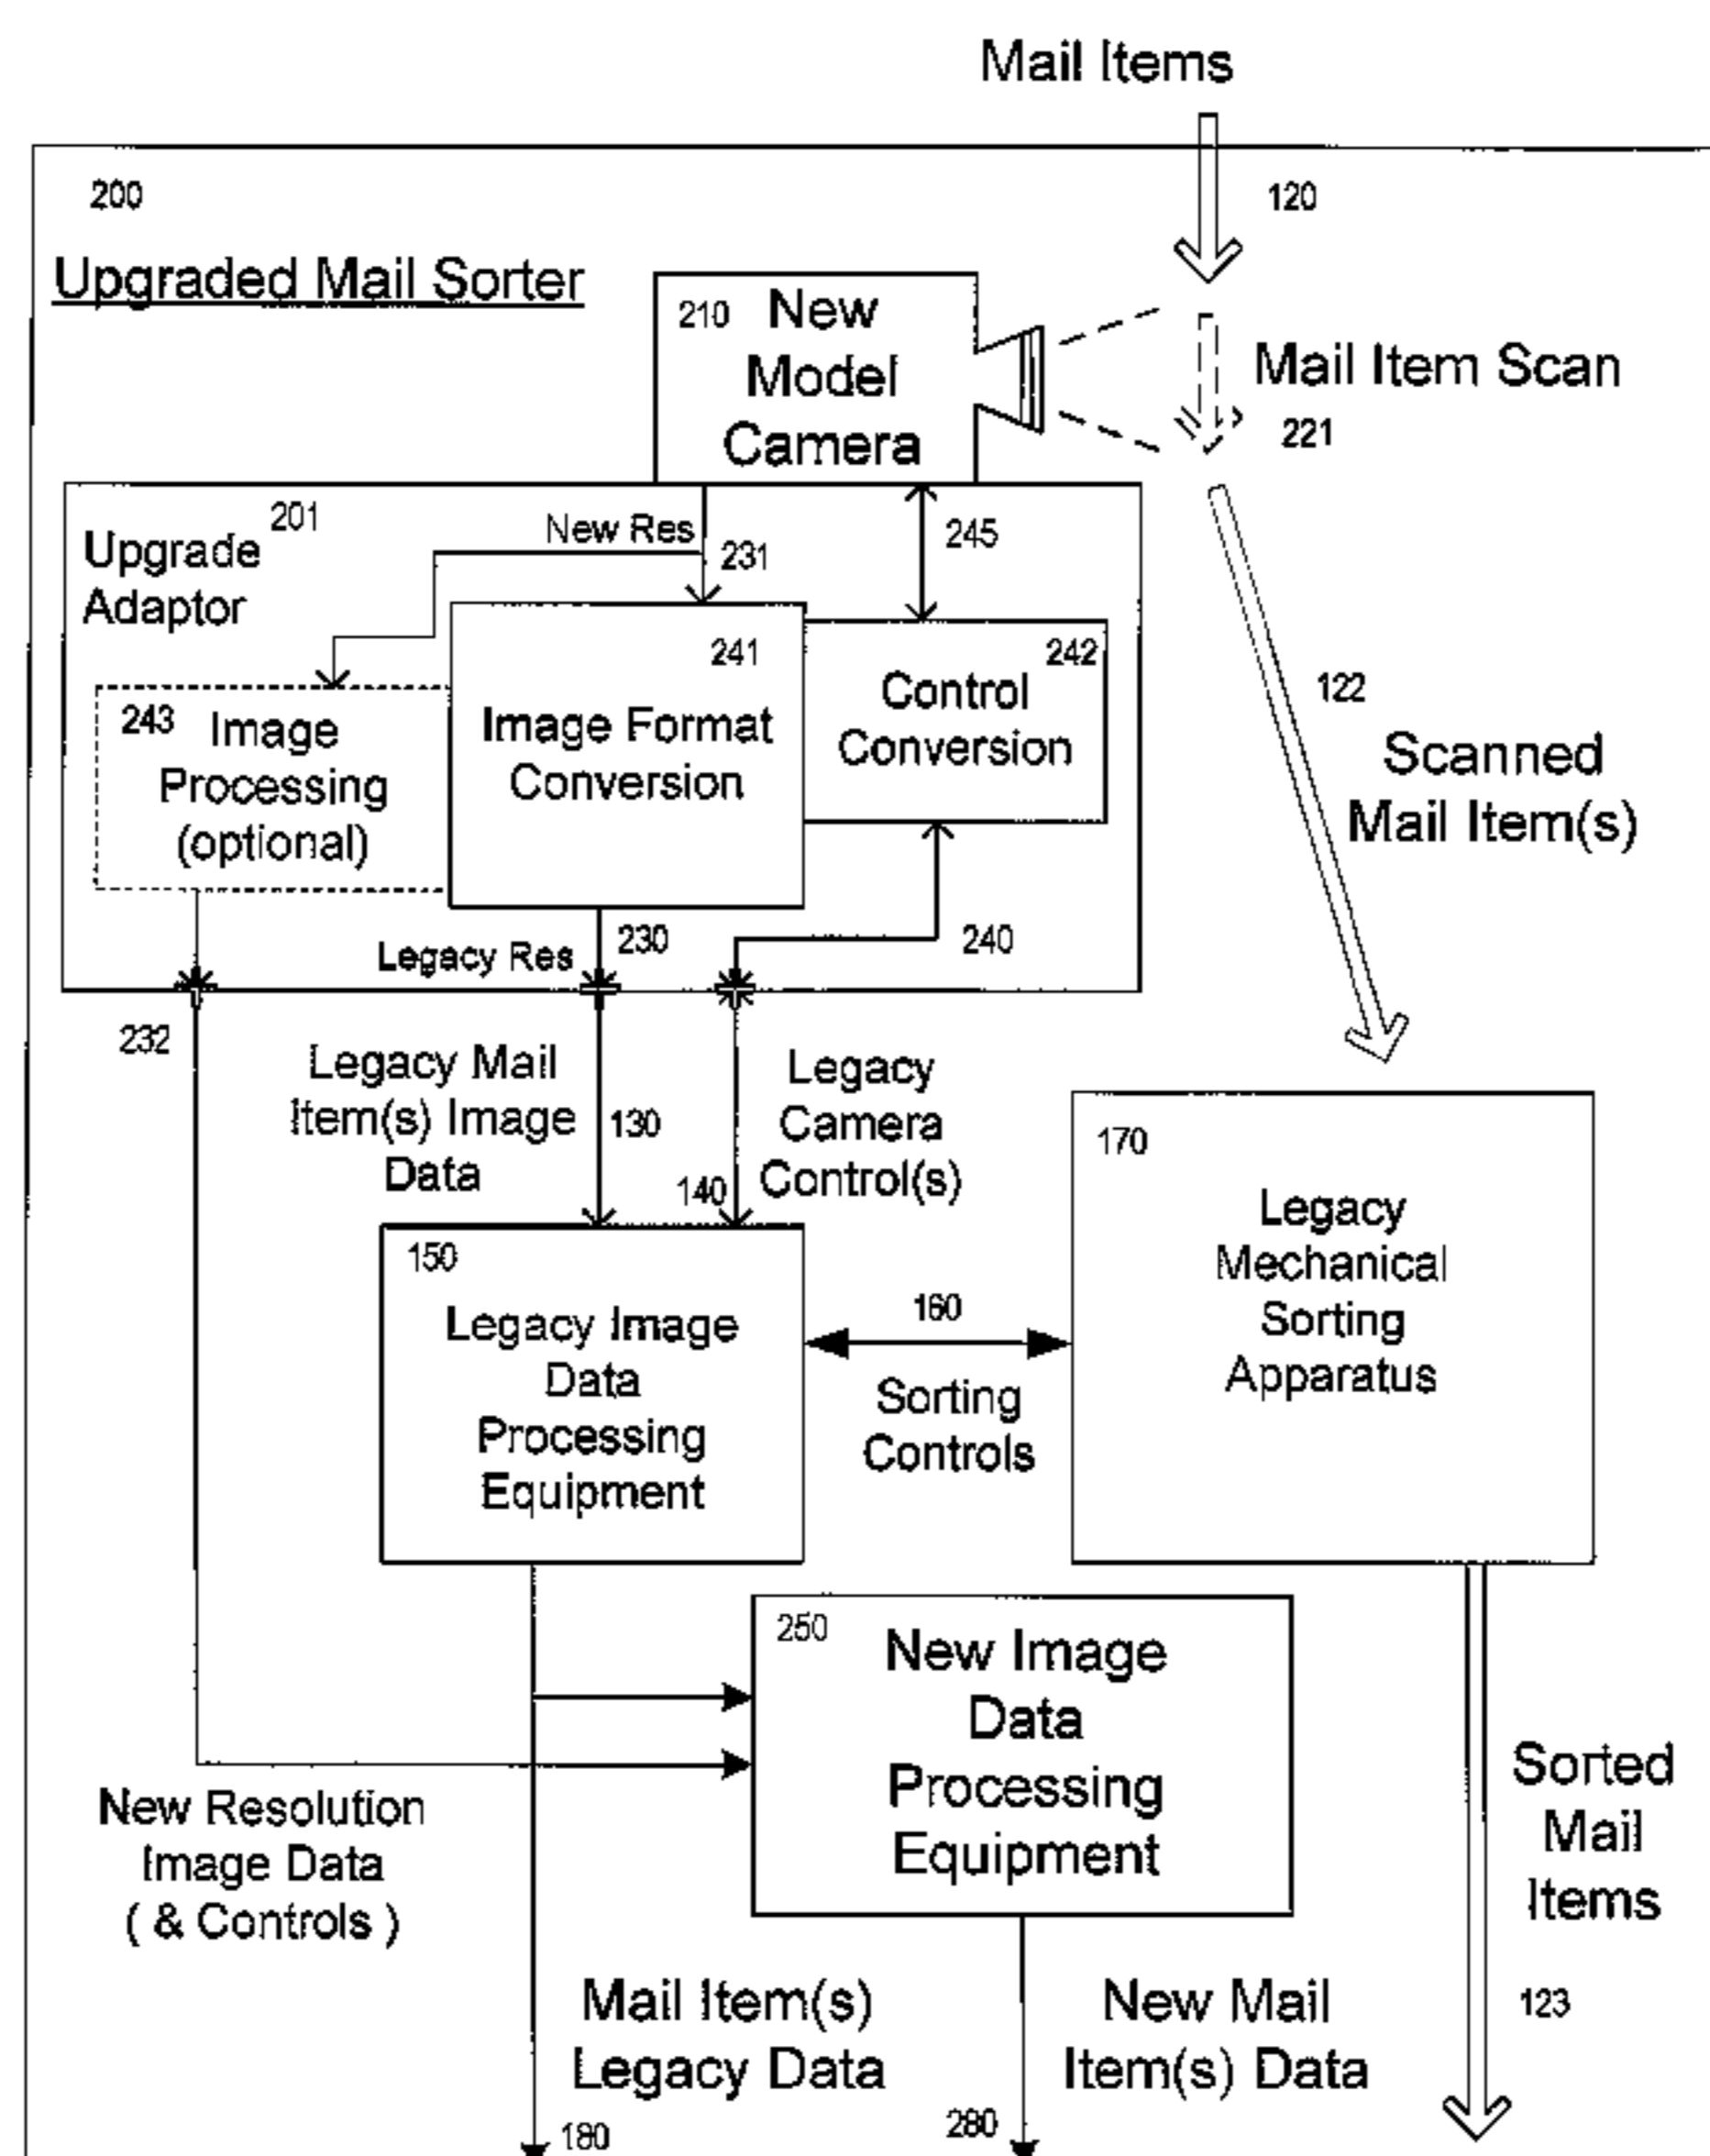 Mail Items
200
120
Upgraded Mail Sorter
210 New
Model
Camera
Mail Item Scan
221
201
Upgrade
Adaptor
New Res
231
245
241
Image Format
Conversion
242
Control
Conversion
243 Image
Processing
(optional)
122
Scanned
Mail Item(s)
Legacy Res
230
240
232
Legacy Mail
Item(s) Image
Data
130
Legacy
Camera
Control(s)
140
150
Legacy Image
Data
Processing
Equipment
160
Sorting
Controls
170
Legacy
Mechanical
Sorting
Apparatus
250
New Image
Data
Processing
Equipment
New Resolution
Image Data
( & Controls )
Sorted
Mail
Items
123
Mail Item(s)
Legacy Data
180
New Mail
Item(s) Data
280